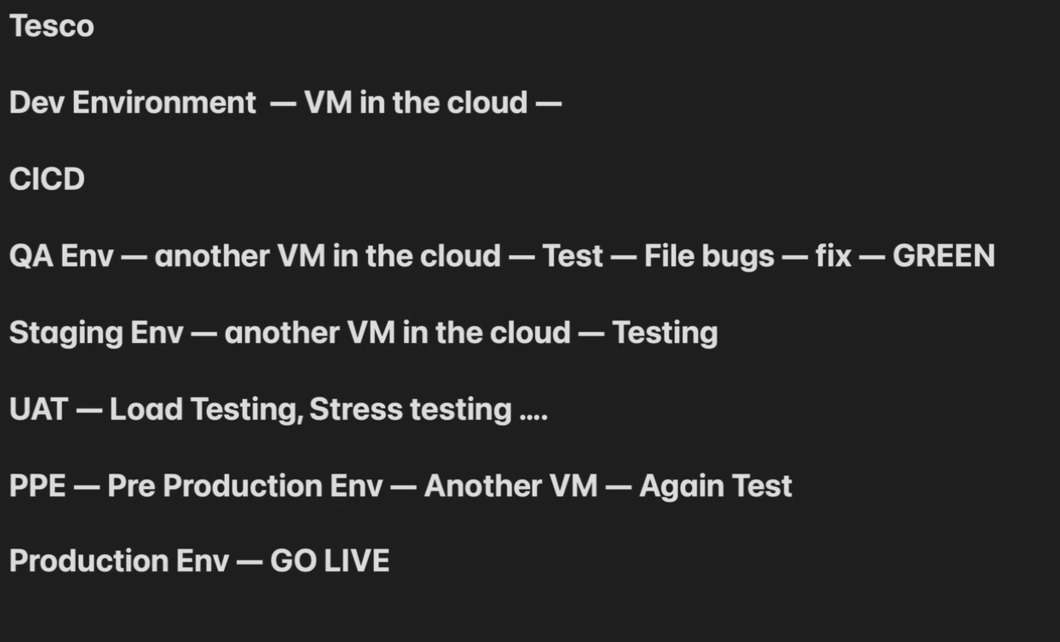 Tesco
Dev Environment — VM in the cloud —
CICD
QA Env — another VM in the cloud — Test — File bugs — fix — GREEN
Staging Env — another VM in the cloud — Testing
UAT — Load Testing, Stress testing ....
PPE — Pre Production Env — Another VM — Again Test
Production Env — GO LIVE